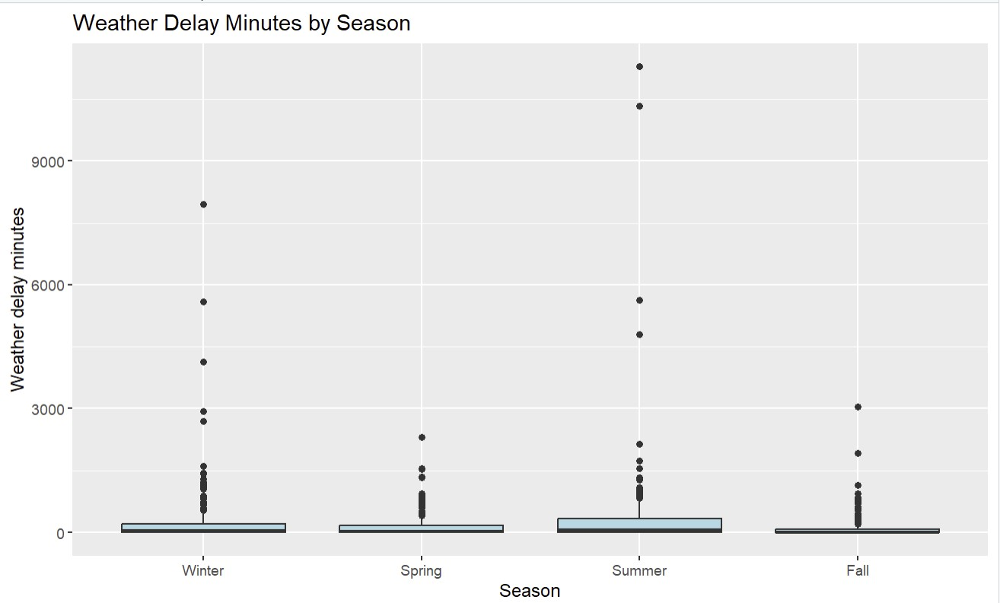 Weather Delay Minutes by Season
Weather delay minutes
9000
6000
3000
0
Winter Spring Summer Fall
Season